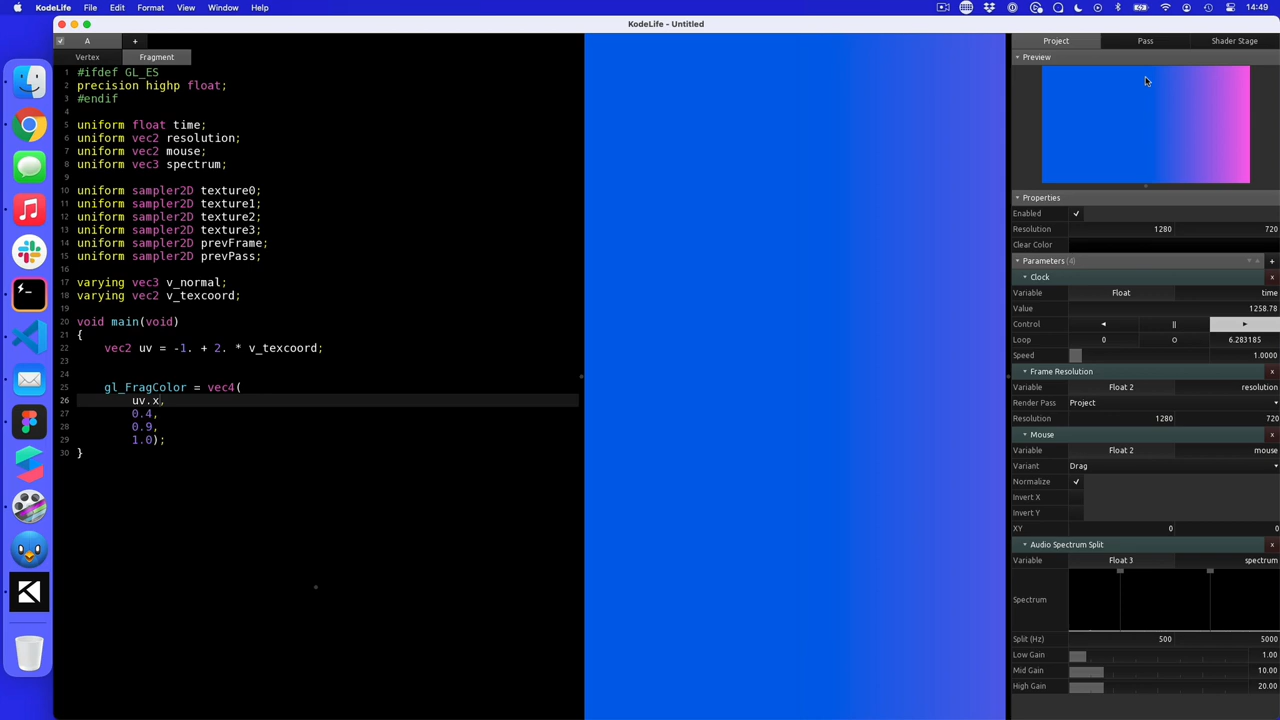 KodeLife File Edit Format View Window Help 14:49
KodeLife - Untitled
A +
Vertex Fragment
1 #ifdef GL_ES
2 precision highp float;
3 #endif
4
5 uniform float time;
6 uniform vec2 resolution;
7 uniform vec2 mouse;
8 uniform vec3 spectrum;
9
10 uniform sampler2D texture0;
11 uniform sampler2D texture1;
12 uniform sampler2D texture2;
13 uniform sampler2D texture3;
14 uniform sampler2D prevFrame;
15 uniform sampler2D prevPass;
16
17 varying vec3 v_normal;
18 varying vec2 v_texcoord;
19
20 void main(void)
21 {
22 vec2 uv = -1. + 2. * v_texcoord;
23
24
25 gl_FragColor = vec4(
26 uv.x,
27 0.4,
28 0.9,
29 1.0);
30 }
Project Pass Shader Stage
Preview
Properties
Enabled
Resolution 1280 720
Clear Color
Parameters (4) +
Clock x
Variable Float time
Value 1258.78
Control
Loop 0 O 6.283185
Speed 1.0000
Frame Resolution x
Variable Float 2 resolution
Render Pass Project
1280 720
Mouse x
Variable Float 2 mouse
Variant Drag
Normalize
Invert X
Invert Y
XY 0 0
Audio Spectrum Split x
Variable Float 3 spectrum
Spectrum
Split (Hz) 500 5000
Low Gain 1.00
Mid Gain 10.00
High Gain 20.00